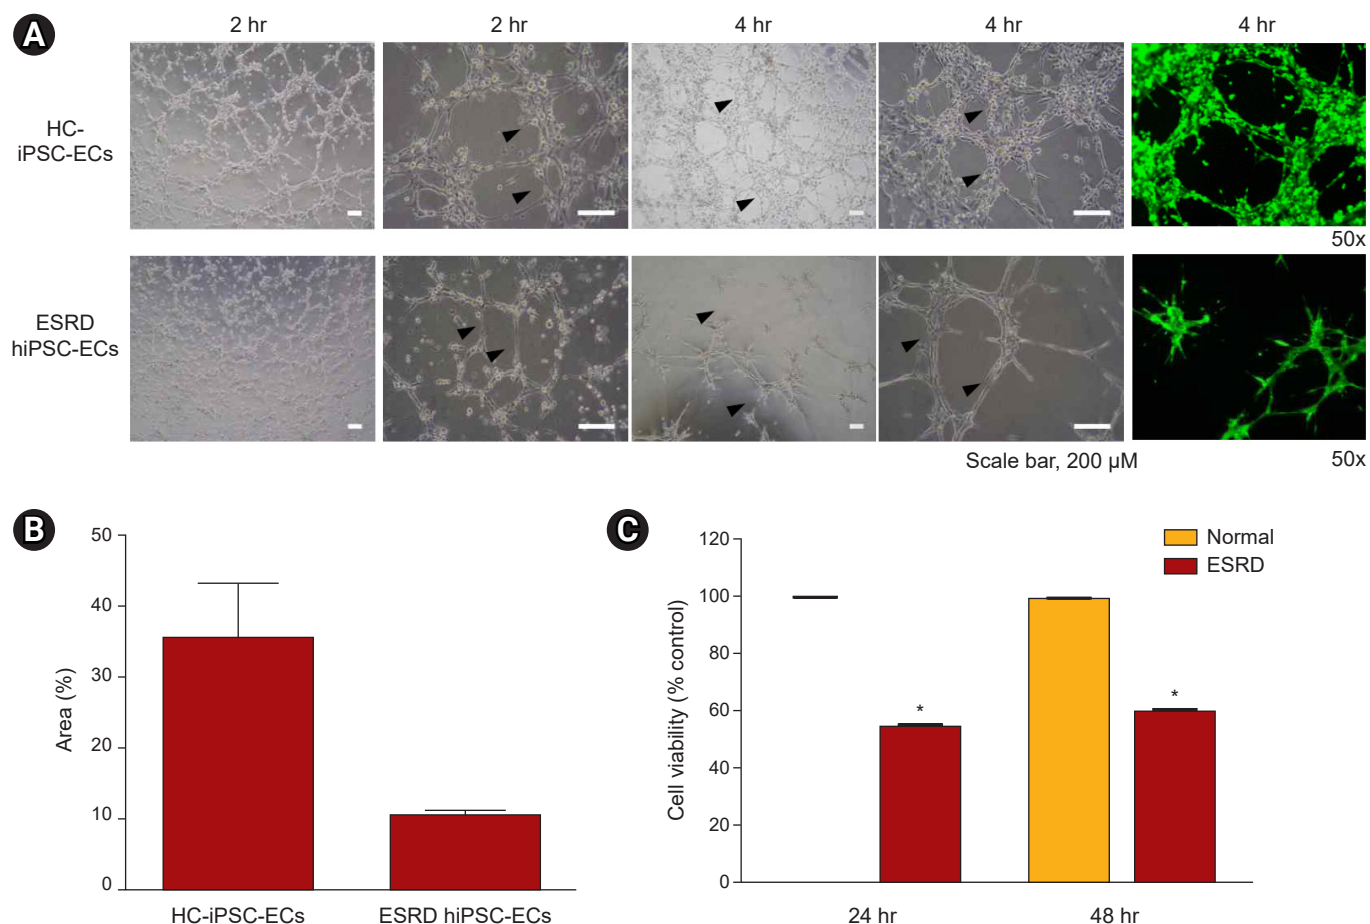 A
2 hr
2 hr
4 hr
4 hr
4 hr
HC-
iPSC-ECs
50x
ESRD
hiPSC-ECs
Scale bar, 200 µM
50x
B
50
40
30
20
10
0
Area (%)
HC-iPSC-ECs
ESRD hiPSC-ECs
C
120
100
80
60
40
20
0
Cell viability (% control)
Normal
ESRD
*
*
24 hr
48 hr